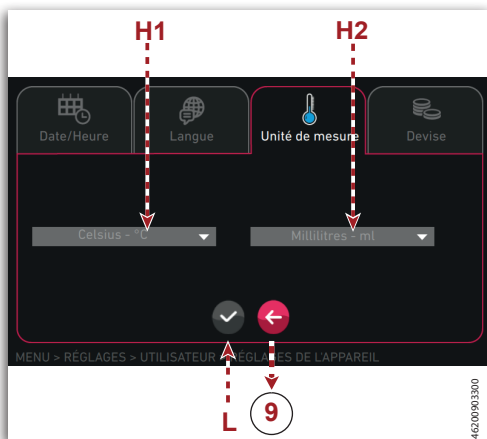 H1 H2
Date/Heure Langue Unité de mesure Devise
Celsius - °C Millilitres - ml
MENU > RÉGLAGES > UTILISATEUR > RÉGLAGES DE L'APPAREIL
L 9
46200903300